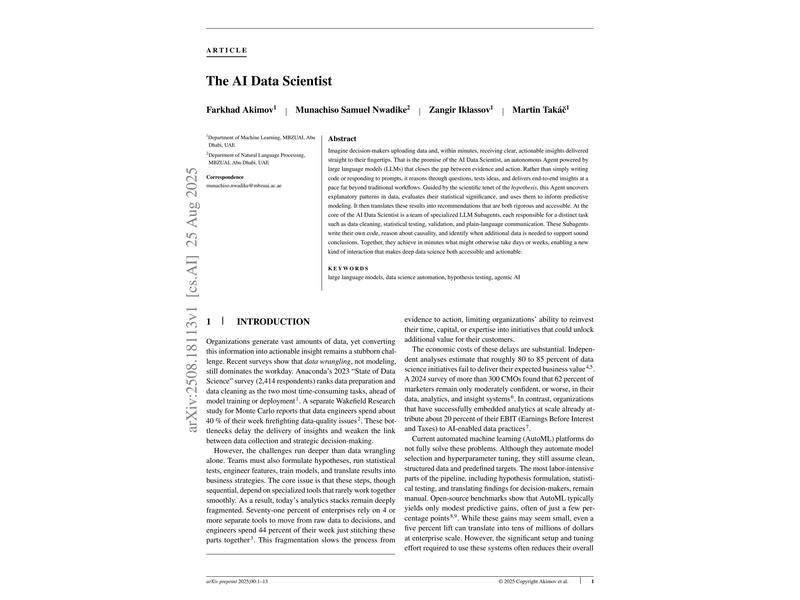 ARTICLE
The AI Data Scientist
Farkhad Akimov1 | Munachiso Samuel Nwadike2 | Zangir Iklassov1 | Martin Takáč1
1Department of Machine Learning, MBZUAI, Abu
Dhabi, UAE
2Department of Natural Language Processing,
MBZUAI, Abu Dhabi, UAE
Correspondence
munachiso.nwadike@mbzuai.ac.ae
Abstract
Imagine decision-makers uploading data and, within minutes, receiving clear, actionable insights delivered
straight to their fingertips. That is the promise of the AI Data Scientist, an autonomous Agent powered by
large language models (LLMs) that closes the gap between evidence and action. Rather than simply writing
code or responding to prompts, it reasons through questions, tests ideas, and delivers end-to-end insights at a
pace far beyond traditional workflows. Guided by the scientific tenet of the hypothesis, this Agent uncovers
explanatory patterns in data, evaluates their statistical significance, and uses them to inform predictive
modeling. It then translates these results into recommendations that are both rigorous and accessible. At the
core of the AI Data Scientist is a team of specialized LLM Subagents, each responsible for a distinct task
such as data cleaning, statistical testing, validation, and plain-language communication. These Subagents
write their own code, reason about causality, and identify when additional data is needed to support sound
conclusions. Together, they achieve in minutes what might otherwise take days or weeks, enabling a new
kind of interaction that makes deep data science both accessible and actionable.
KEYWORDS
large language models, data science automation, hypothesis testing, agentic AI
arXiv:2508.18113v1 [cs.AI] 25 Aug 2025
1 | INTRODUCTION
Organizations generate vast amounts of data, yet converting
this information into actionable insight remains a stubborn chal-
lenge. Recent surveys show that data wrangling, not modeling,
still dominates the workday. Anaconda's 2023 “State of Data
Science” survey (2,414 respondents) ranks data preparation and
data cleaning as the two most time-consuming tasks, ahead of
model training or deployment1. A separate Wakefield Research
study for Monte Carlo reports that data engineers spend about
40 % of their week firefighting data-quality issues2. These bot-
tlenecks delay the delivery of insights and weaken the link
between data collection and strategic decision-making.
However, the challenges run deeper than data wrangling
alone. Teams must also formulate hypotheses, run statistical
tests, engineer features, train models, and translate results into
business strategies. The core issue is that these steps, though
sequential, depend on specialized tools that rarely work together
smoothly. As a result, today's analytics stacks remain deeply
fragmented. Seventy-one percent of enterprises rely on 4 or
more separate tools to move from raw data to decisions, and
engineers spend 44 percent of their week just stitching these
parts together3. This fragmentation slows the process from
evidence to action, limiting organizations' ability to reinvest
their time, capital, or expertise into initiatives that could unlock
additional value for their customers.
The economic costs of these delays are substantial. Indepen-
dent analyses estimate that roughly 80 to 85 percent of data
science initiatives fail to deliver their expected business value4,5.
A 2024 survey of more than 300 CMOs found that 62 percent of
marketers remain only moderately confident, or worse, in their
data, analytics, and insight systems6. In contrast, organizations
that have successfully embedded analytics at scale already at-
tribute about 20 percent of their EBIT (Earnings Before Interest
and Taxes) to AI-enabled data practices7.
Current automated machine learning (AutoML) platforms do
not fully solve these problems. Although they automate model
selection and hyperparameter tuning, they still assume clean,
structured data and predefined targets. The most labor-intensive
parts of the pipeline, including hypothesis formulation, statisti-
cal testing, and translating findings for decision-makers, remain
manual. Open-source benchmarks show that AutoML typically
yields only modest predictive gains, often of just a few per-
centage points8,9. While these gains may seem small, even a
five percent lift can translate into tens of millions of dollars
at enterprise scale. However, the significant setup and tuning
effort required to use these systems often reduces their overall
arXiv preprint 2025;00:1–13
© 2025 Copyright Akimov et al. | 1